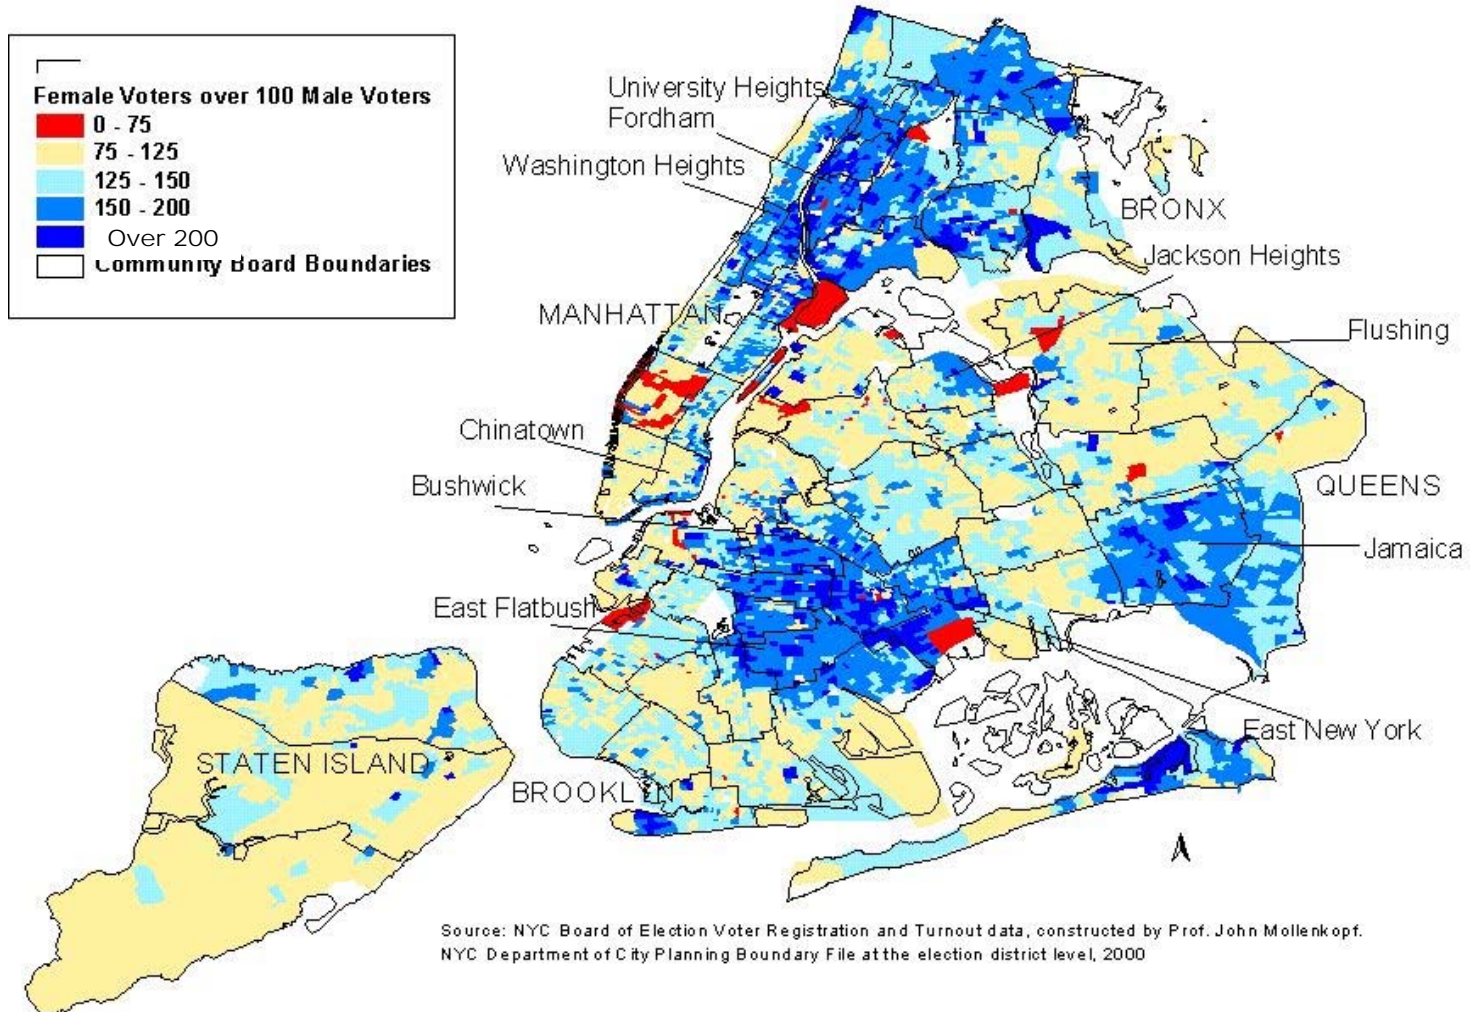 Female Voters over 100 Male Voters
0 - 75
75 - 125
125 - 150
150 - 200
Over 200
Community Board Boundaries
University Heights
Fordham
Washington Heights
BRONX
Jackson Heights
MANHATTAN
Flushing
Chinatown
Bushwick
QUEENS
Jamaica
East Flatbush
East New York
STATEN ISLAND
BROOKLYN
Source: NYC Board of Election Voter Registration and Turnout data, constructed by Prof. John Mollenkopf.
NYC Department of City Planning Boundary File at the election district level, 2000